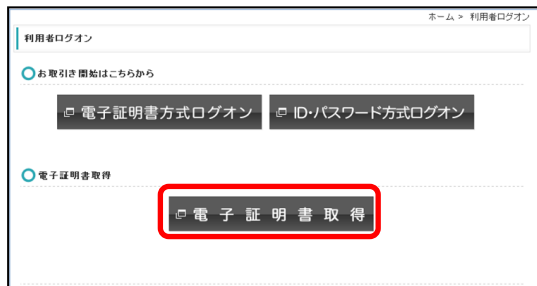 ホーム > 利用者ログオン
利用者ログオン
お取引き開始はこちらから
電子証明書方式ログオン ID・パスワード方式ログオン
電子証明書取得
電子証明書取得